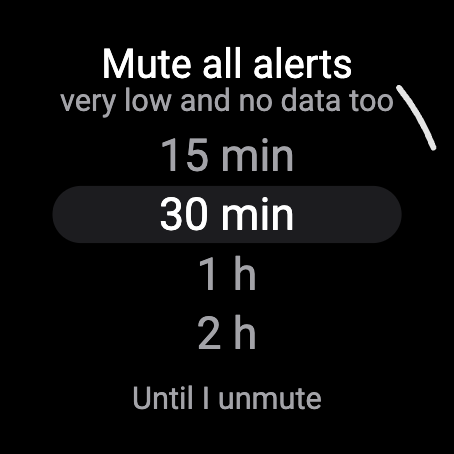 Mute all alerts
very low and no data too
15 min
30 min
1 h
2 h
Until I unmute